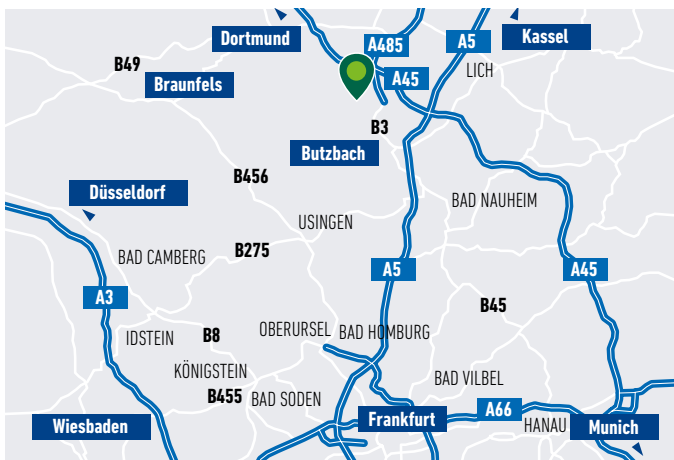 Dortmund
A485
A5
Kassel
B49
Braunfels
A45
LICH
B3
Butzbach
B456
Düsseldorf
USINGEN
BAD NAUHEIM
BAD CAMBERG
B275
A5
A45
A3
B45
IDSTEIN
B8
OBERURSEL
BAD HOMBURG
KÖNIGSTEIN
BAD VILBEL
B455
BAD SODEN
Wiesbaden
Frankfurt
A66
HANAU
Munich